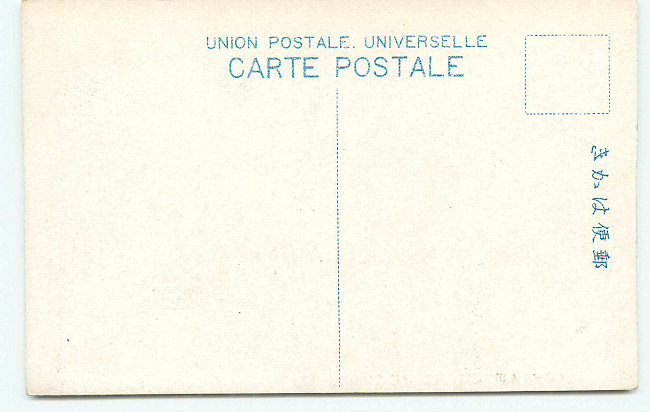 UNION POSTALE. UNIVERSELLE
CARTE POSTALE
きかは便郵